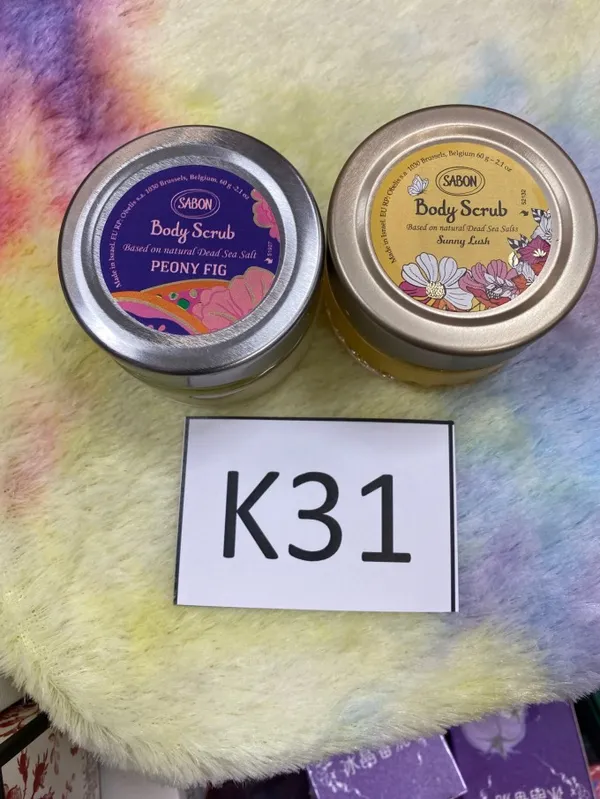 Made in Israel. EU RP: Obelis s.a, 1030 Brussels, Belgium. 60 g - 2.1 oz
SABON
Body Scrub
Based on natural Dead Sea Salt
PEONY FIG
Made in Israel. EU RP: Obelis s.a, 1030 Brussels, Belgium 60 g - 2.1 oz
SABON
Body Scrub
Based on natural Dead Sea Salts
Sunny Lush
K31